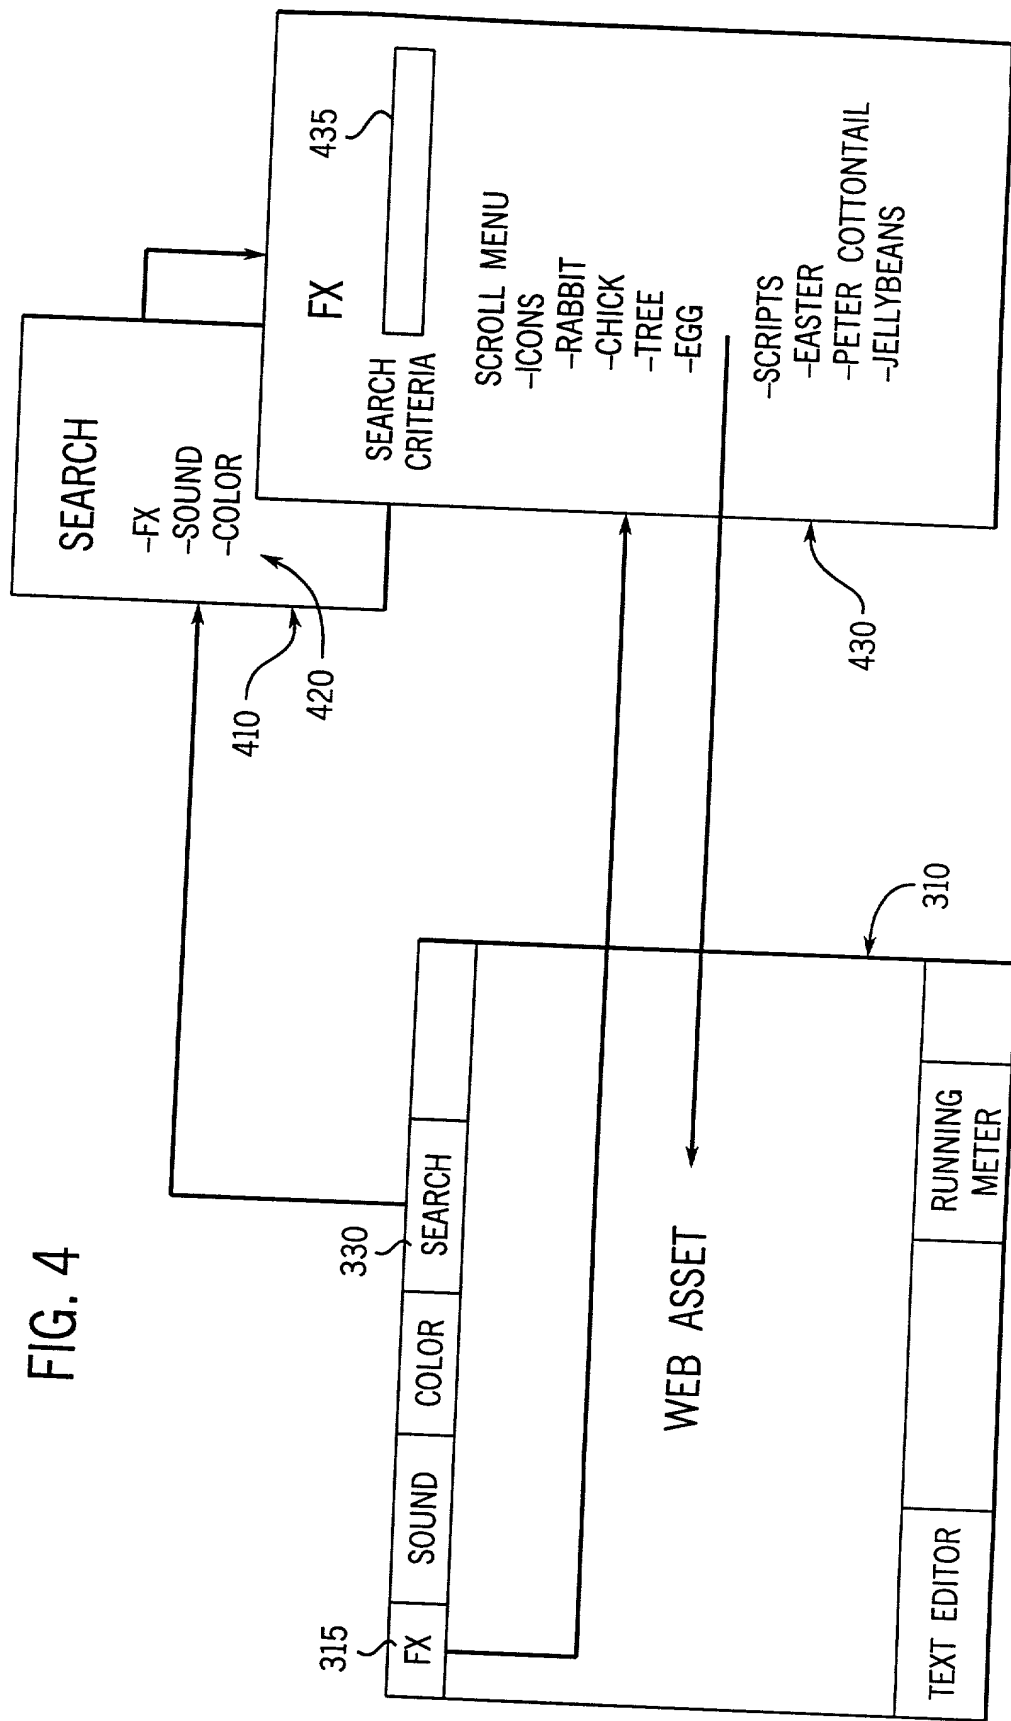 FIG. 4
SEARCH
-FX
-SOUND
-COLOR
410
420
FX
SEARCH
CRITERIA
435
SCROLL MENU
-ICONS
-RABBIT
-CHICK
-TREE
-EGG
-SCRIPTS
-EASTER
-PETER COTTONTAIL
-JELLYBEANS
430
315
330
FX
SOUND
COLOR
SEARCH
WEB ASSET
310
TEXT EDITOR
RUNNING
METER